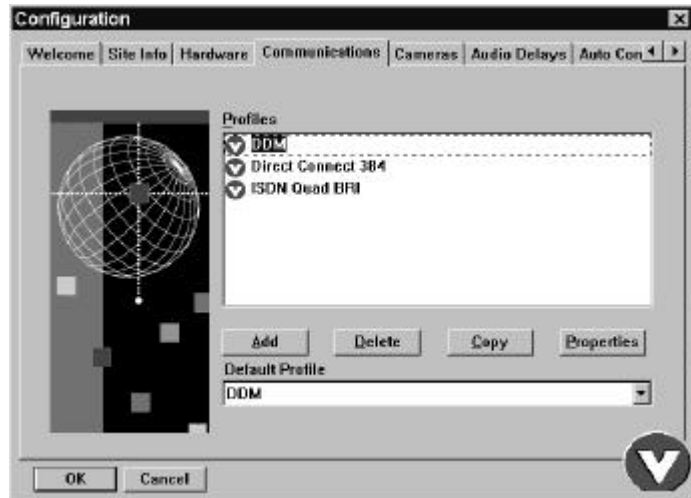 Configuration
Welcome Site Info Hardware Communications Cameras Audio Delays Auto Con
Profiles
DDM
Direct Connect 384
ISDN Quad BRI
Add Delete Copy Properties
Default Profile
DDM
OK Cancel